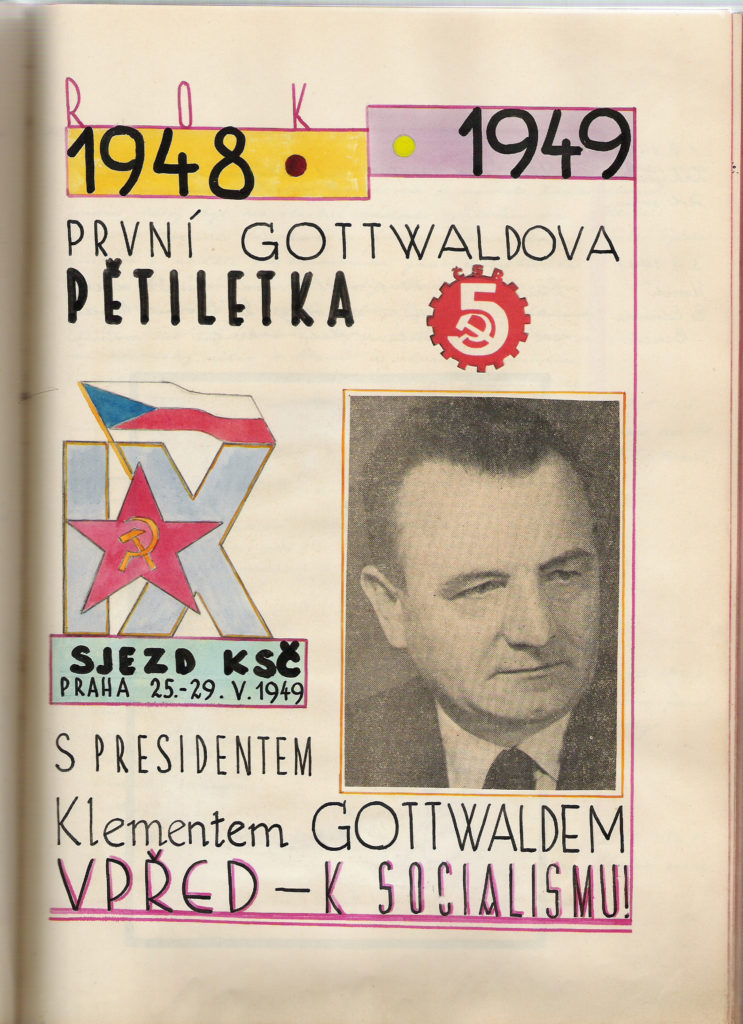 ROK
1948 • 1949
PRVNÍ GOTTWALDOVA
PĚTILETKA
ČSR
5
IX
SJEZD KSČ
PRAHA 25.-29. V. 1949
S PRESIDENTEM
Klementem GOTTWALDEM
VPŘED – K SOCIALISMU!